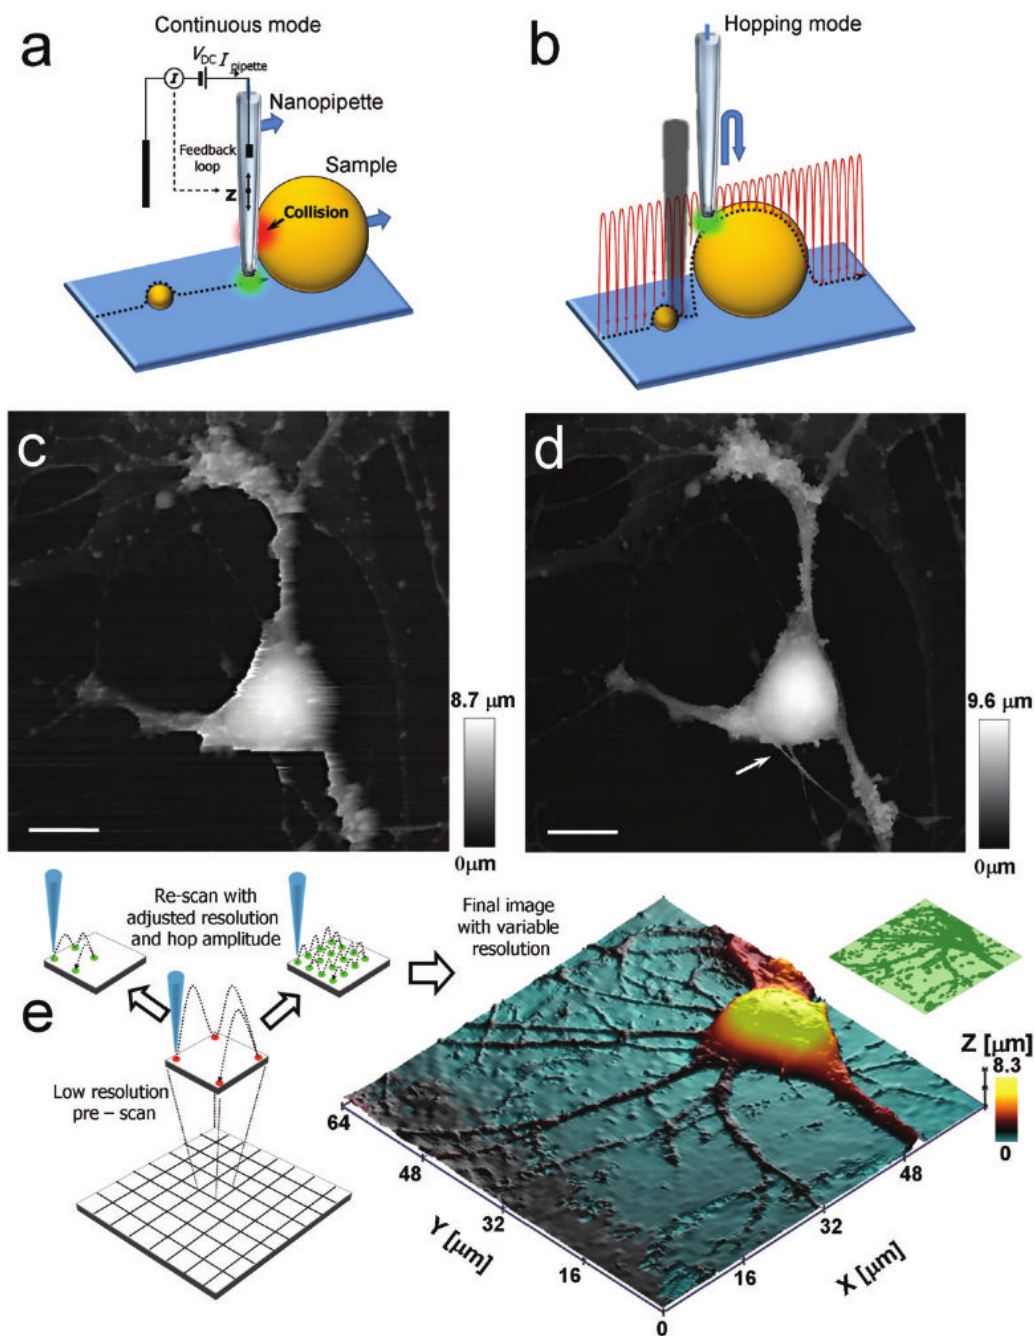 a
Continuous mode
V_DC I_pipette
I
Nanopipette
Feedback
loop
Sample
z
Collision
b
Hopping mode
c
8.7 μm
0μm
d
9.6 μm
0μm
Re-scan with
adjusted resolution
and hop amplitude
Final image
with variable
resolution
e
Low resolution
pre – scan
Z [μm]
8.3
0
64
48
32
16
0
16
32
48
Y [μm]
X [μm]